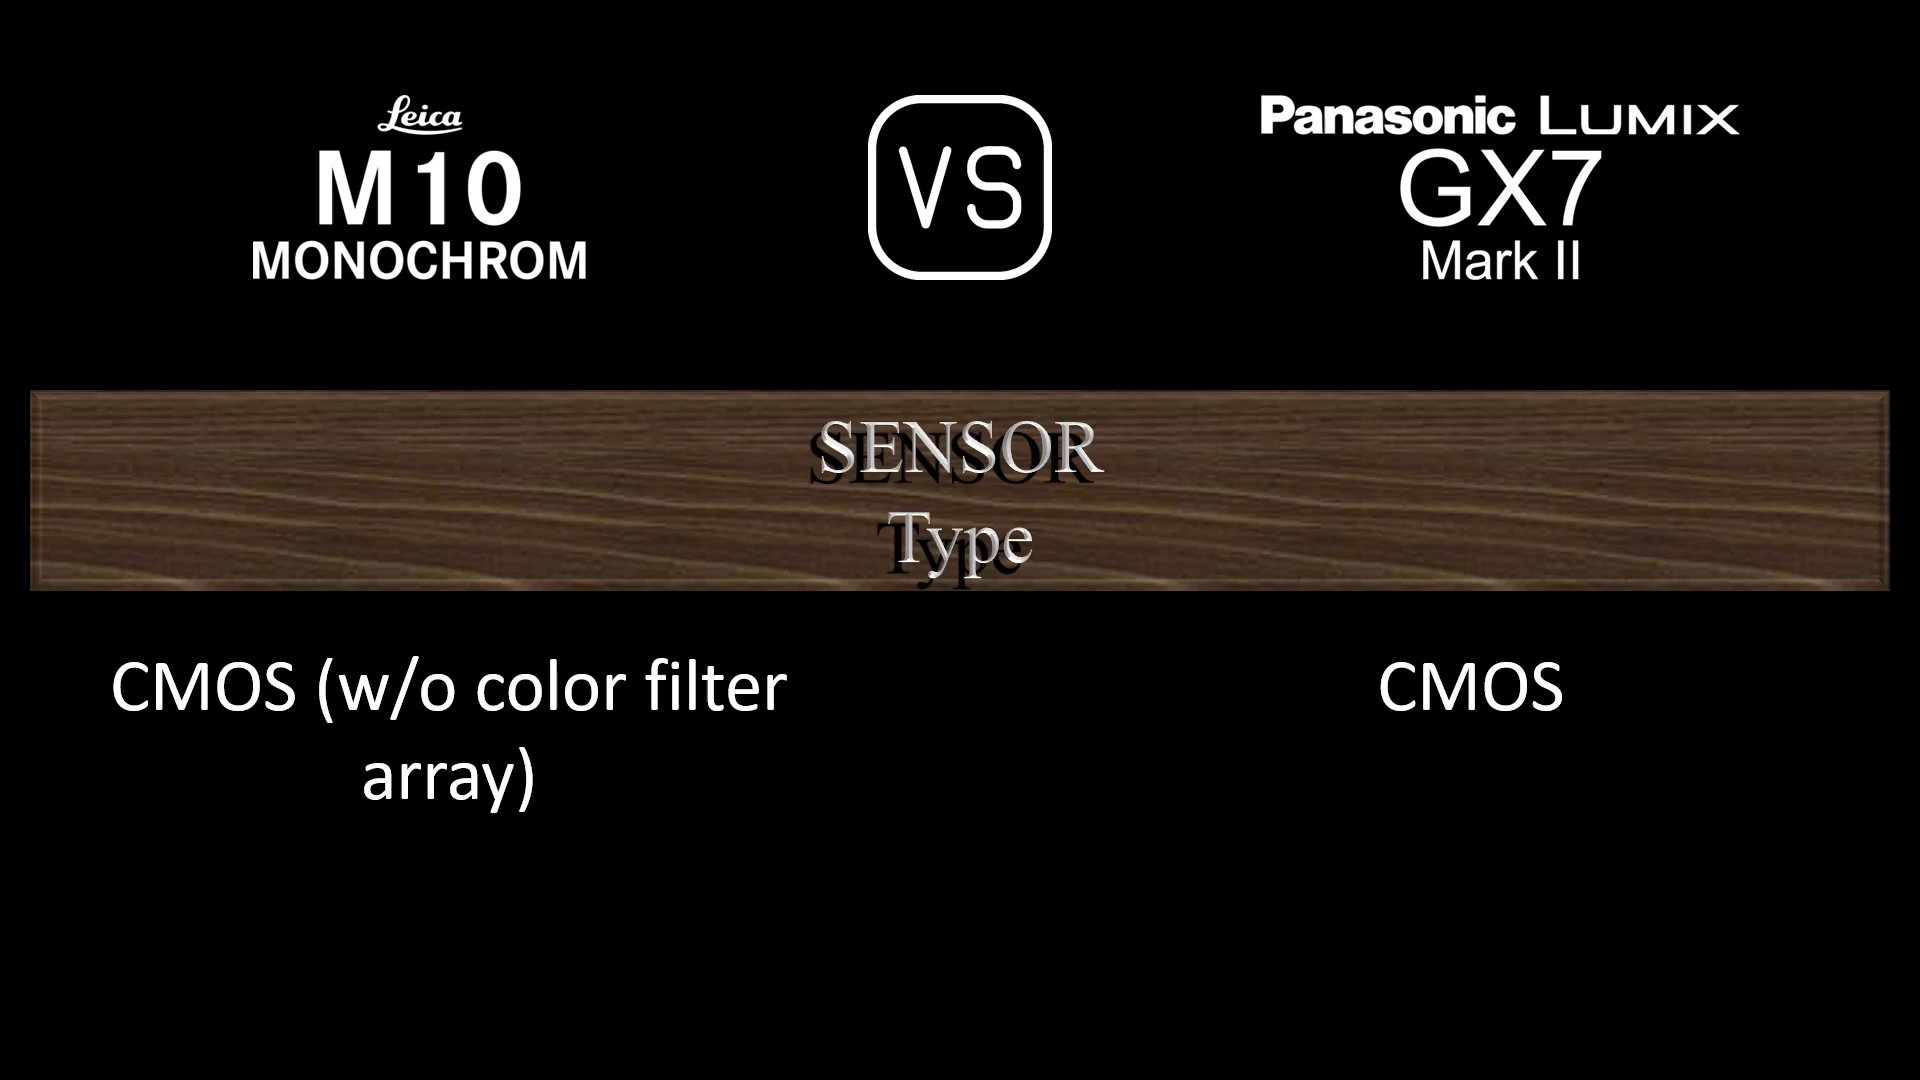 Leica
M10
MONOCHROM
VS
Panasonic LUMIX
GX7
Mark II
SENSOR
Type
CMOS (w/o color filter
array)
CMOS